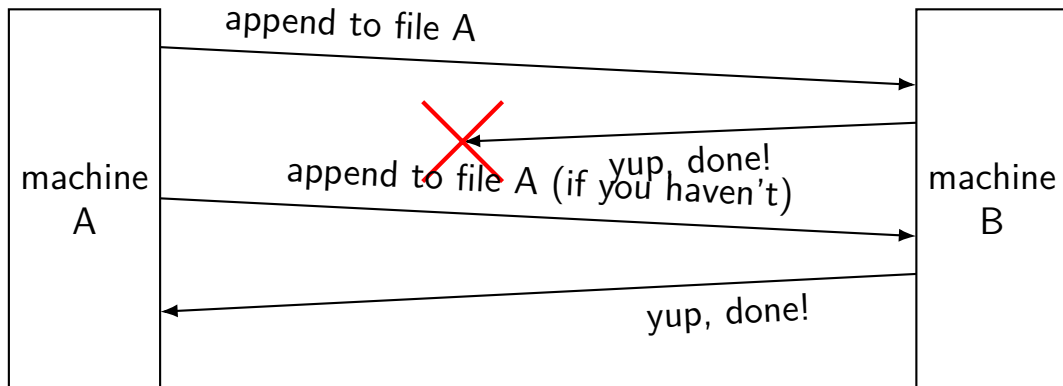 append to file A
machine
A
yup, done!
append to file A (if you haven't)
machine
B
yup, done!